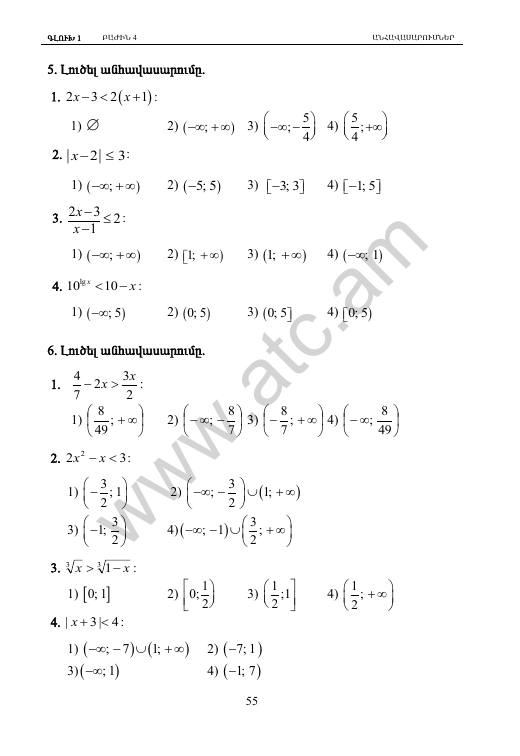 ԳԼՈՒԽ 1 ԲԱԺԻՆ 4 ԱՆՀԱՎԱՍԱՐՈՒՄՆԵՐ
5. Լուծել անհավասարումը.
1. 2x−3<2(x+1):
1) ∅ 2) (−∞; +∞) 3) (−∞;−5/4) 4) (5/4;+∞)
2. |x−2| ≤ 3:
1) (−∞; +∞) 2) (−5; 5) 3) [−3; 3] 4) [−1; 5]
3. (2x−3)/(x−1) ≤ 2:
1) (−∞; +∞) 2) [1; +∞) 3) (1; +∞) 4) (−∞; 1)
4. 10^(lg x) <10−x:
1) (−∞; 5) 2) (0; 5) 3) (0; 5] 4) [0; 5)
6. Լուծել անհավասարումը.
1. 4/7 − 2x > 3x/2:
1) (8/49; +∞) 2) (−∞; −8/7) 3) (−8/7; +∞) 4) (−∞; 8/49)
2. 2x² − x < 3:
1) (−3/2; 1) 2) (−∞; −3/2)∪(1; +∞)
3) (−1; 3/2) 4)(−∞; −1)∪(3/2; +∞)
3. ∛x > ∛(1−x):
1) [0; 1] 2) [0; 1/2) 3) (1/2;1] 4) (1/2; +∞)
4. |x+3|< 4:
1) (−∞; −7)∪(1; +∞) 2) (−7; 1)
3)(−∞; 1) 4) (−1; 7)
55
www.atc.am